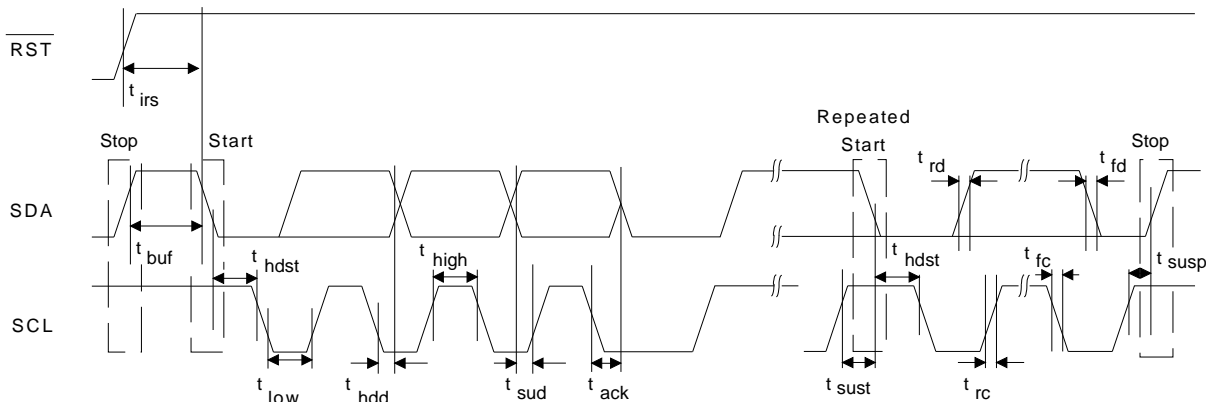 RST
t irs
Repeated
Stop Start Start Stop
t rd t fd
SDA
t buf t hdst t high t hdst t fc t susp
SCL
t low t hdd t sud t ack t sust t rc